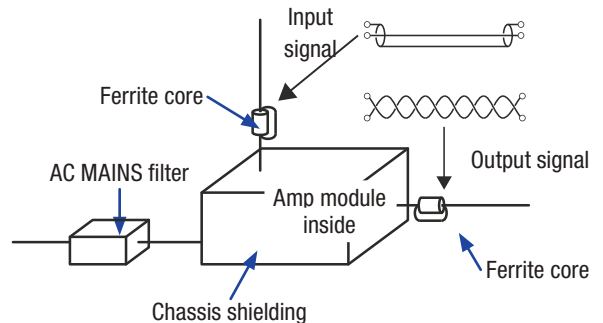 Input
signal
Ferrite core
AC MAINS filter
Output signal
Amp module
inside
Ferrite core
Chassis shielding